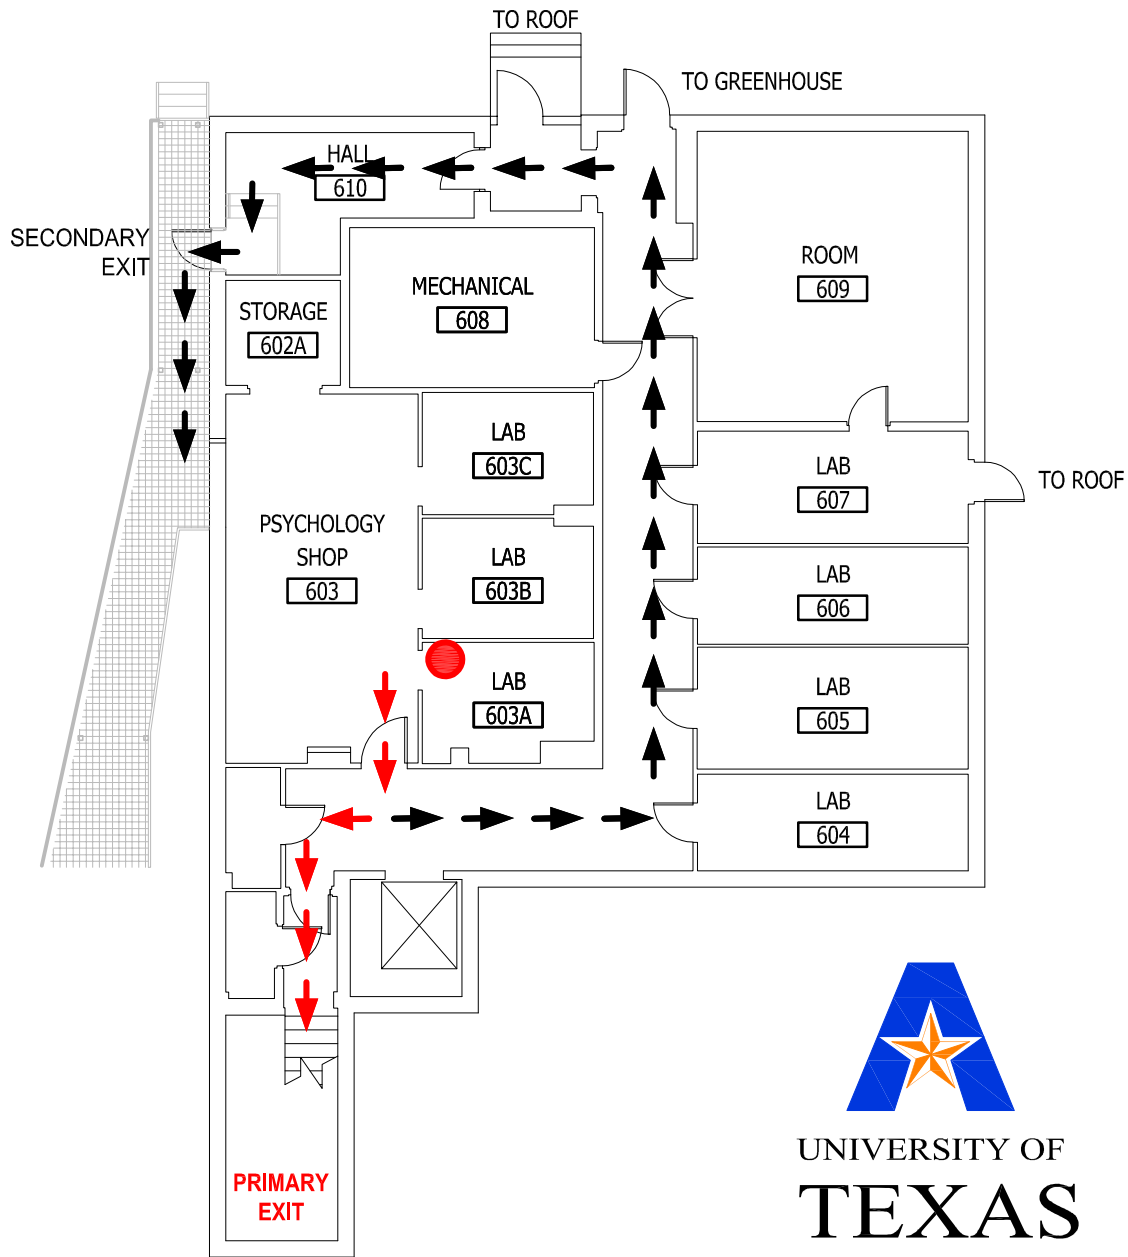 TO ROOF
TO GREENHOUSE
HALL
610
SECONDARY
EXIT
ROOM
609
MECHANICAL
608
STORAGE
602A
LAB
603C
LAB
607
TO ROOF
PSYCHOLOGY
SHOP
603
LAB
603B
LAB
606
LAB
603A
LAB
605
LAB
604
PRIMARY
EXIT
UNIVERSITY OF
TEXAS